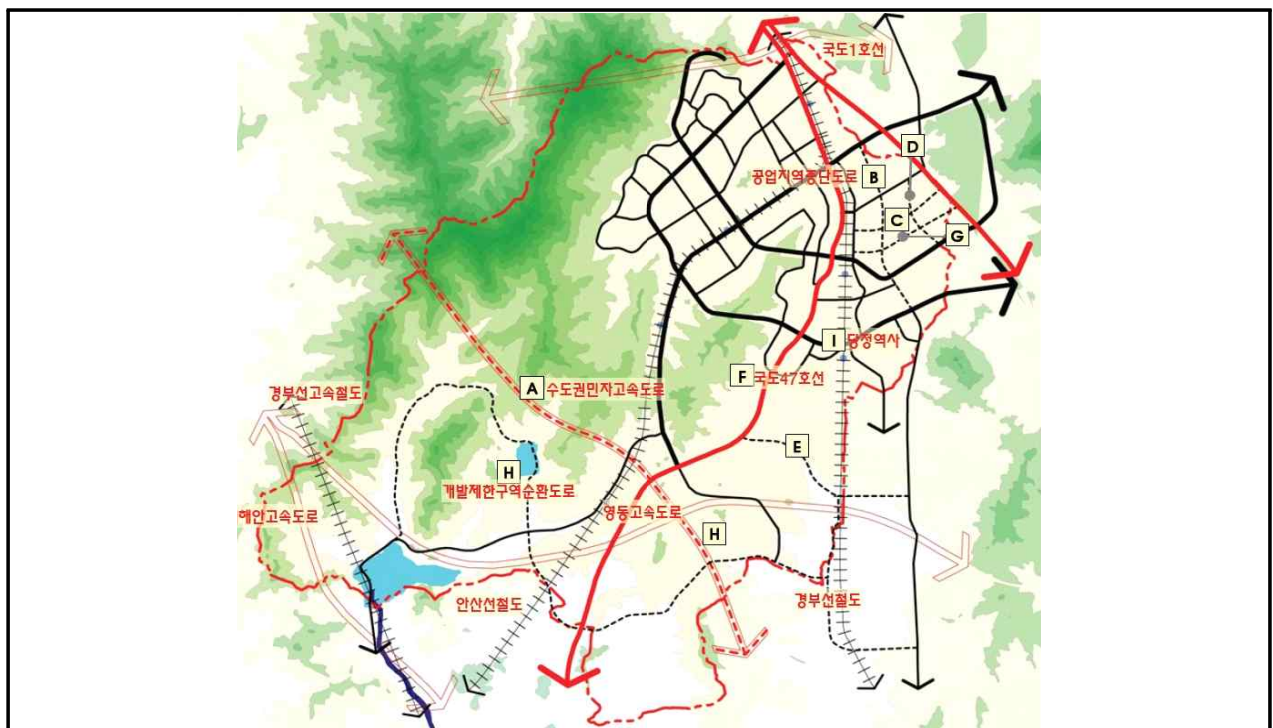 국도1호선
D
공업지역중단도로 B
C
G
I 당정역사
F 국도47호선
A 수도권민자고속도로
경부선고속철도
E
H
개발제한구역순환도로
해안고속도로
영동고속도로
H
안산선철도
경부선철도